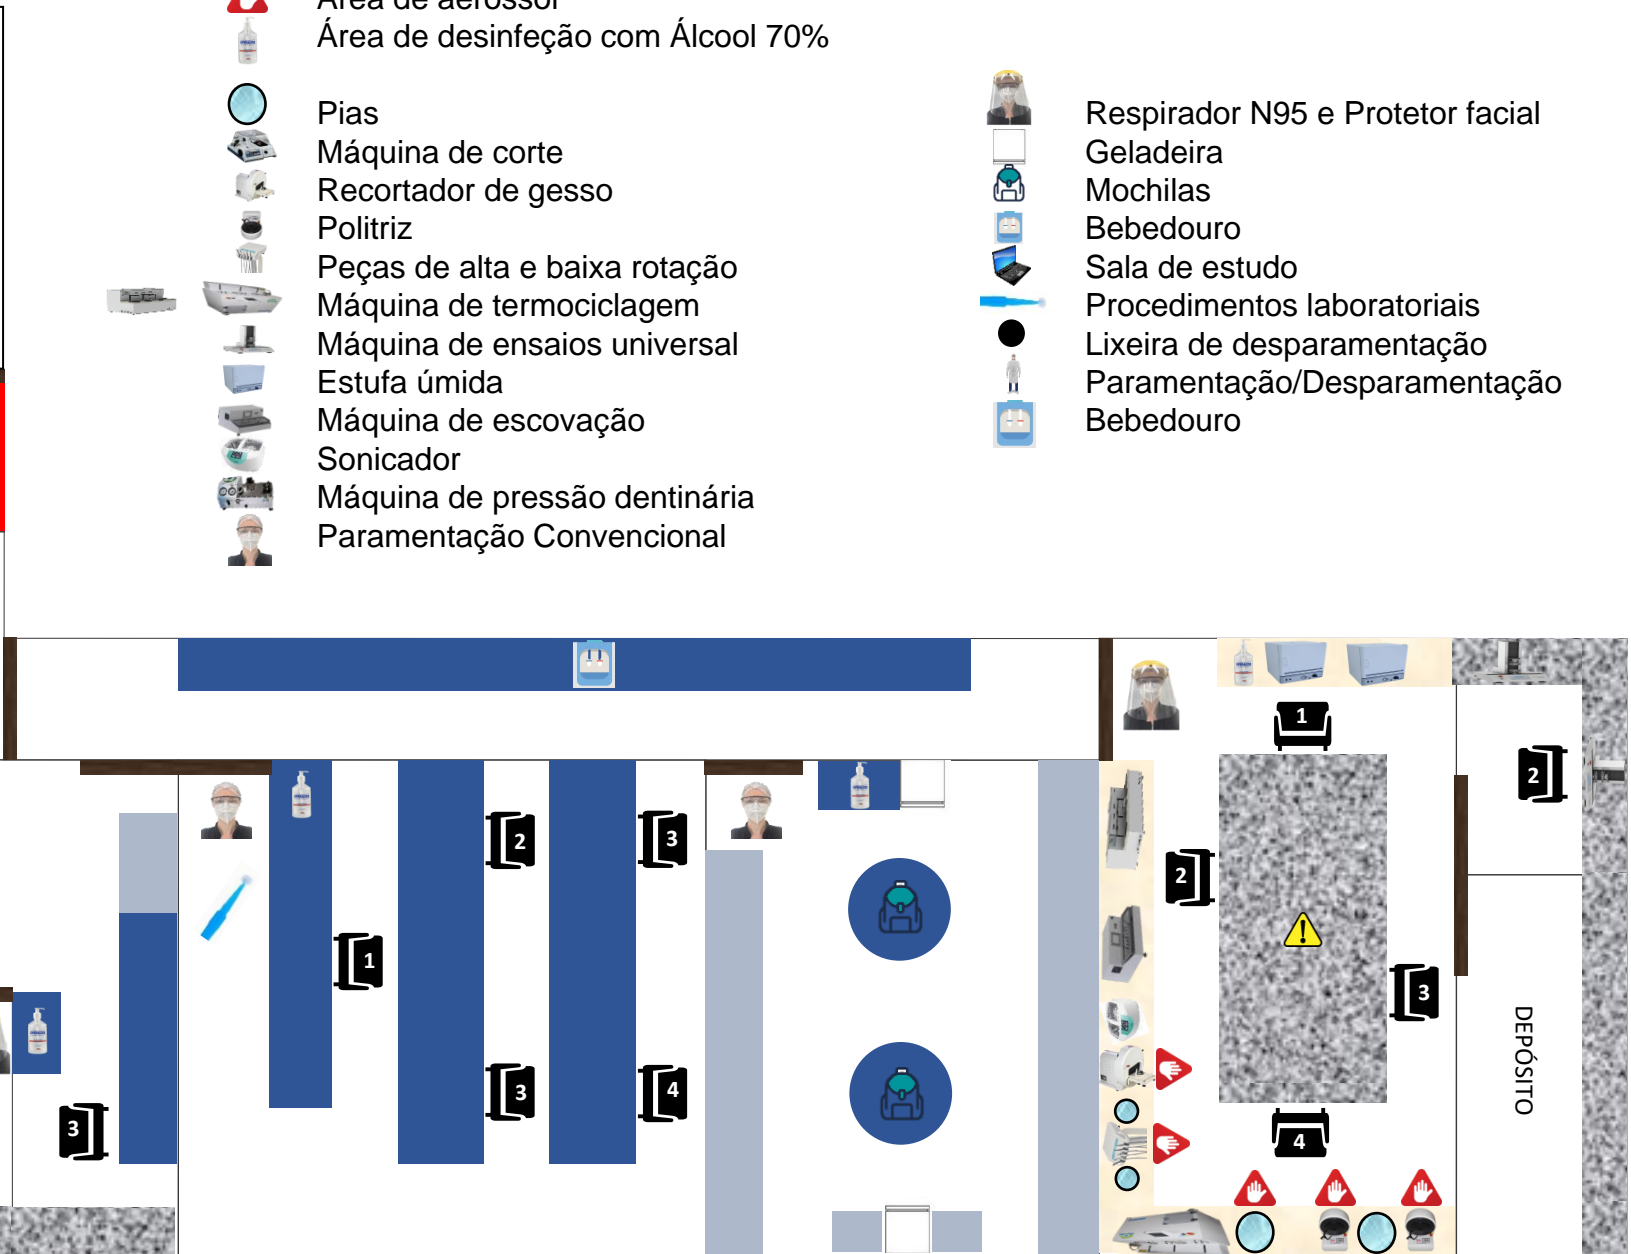 Área de aerossol
Área de desinfeção com Álcool 70%
Pias
Máquina de corte
Recortador de gesso
Politriz
Peças de alta e baixa rotação
Máquina de termociclagem
Máquina de ensaios universal
Estufa úmida
Máquina de escovação
Sonicador
Máquina de pressão dentinária
Paramentação Convencional
Respirador N95 e Protetor facial
Geladeira
Mochilas
Bebedouro
Sala de estudo
Procedimentos laboratoriais
Lixeira de desparamentação
Paramentação/Desparamentação
Bebedouro
1
2
2
3
2
1
3
3
4
3
4
DEPÓSITO